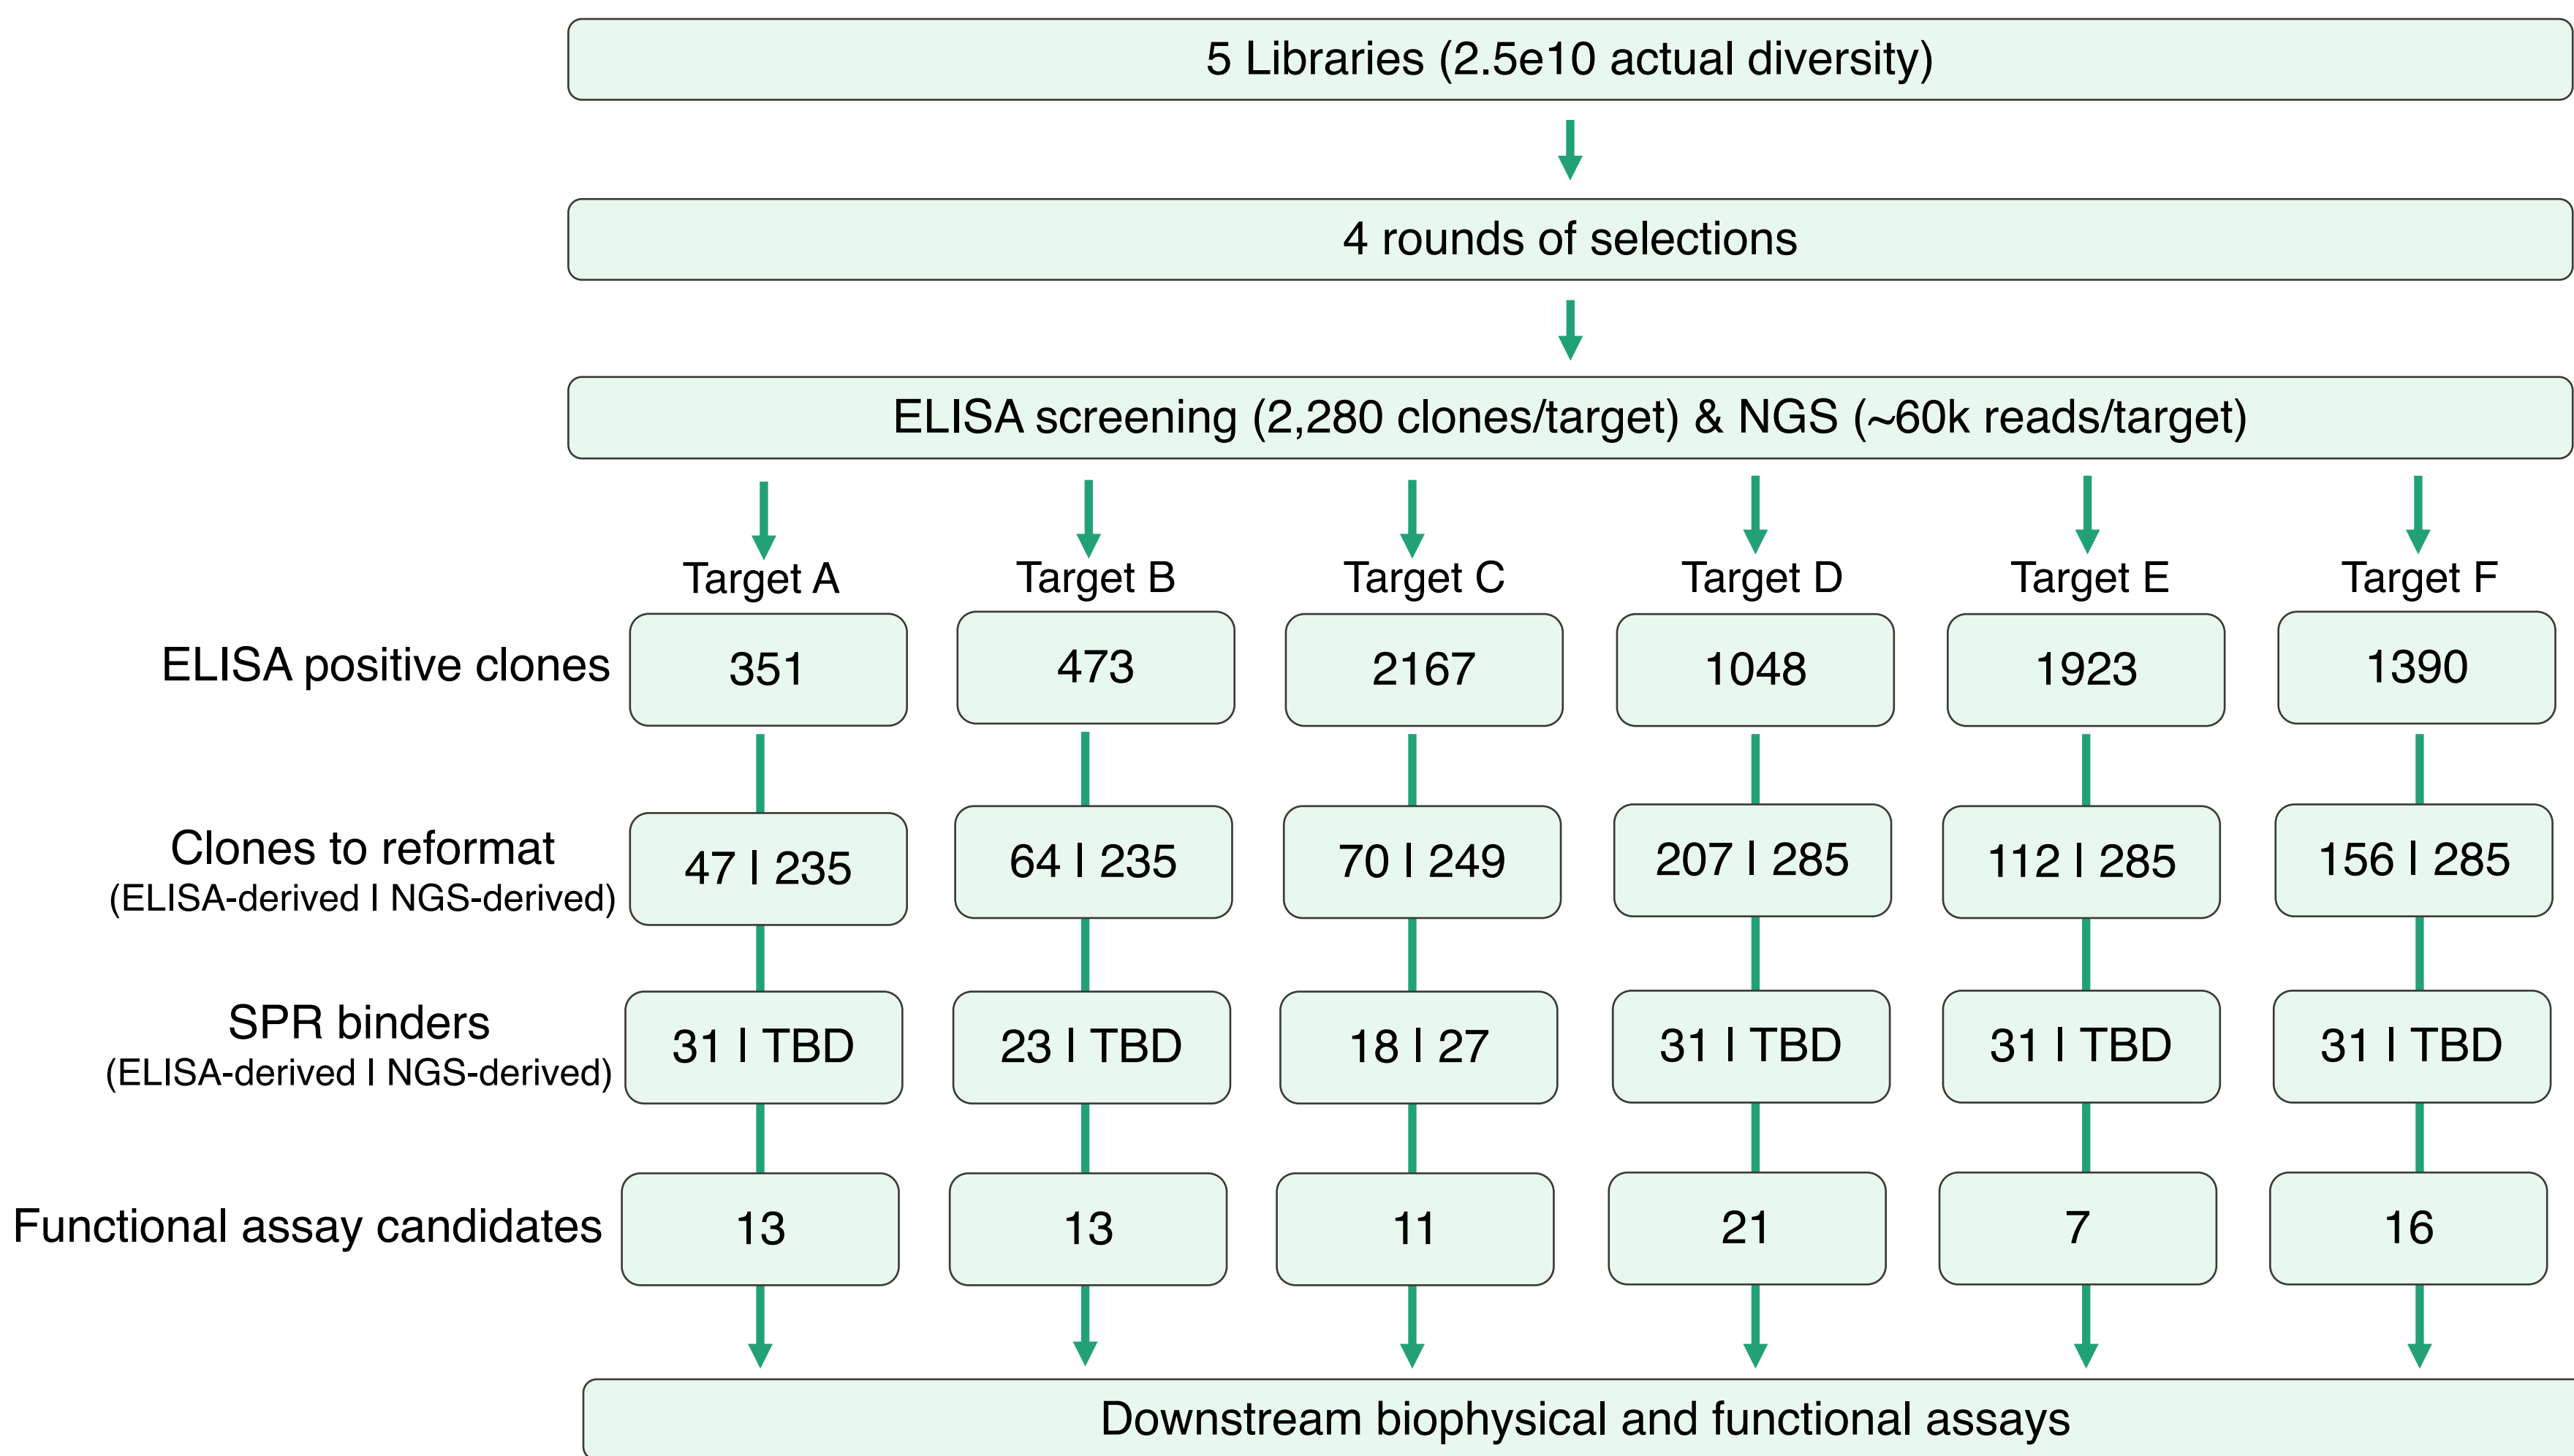 5 Libraries (2.5e10 actual diversity)
4 rounds of selections
ELISA screening (2,280 clones/target) & NGS (~60k reads/target)
Target A Target B Target C Target D Target E Target F
ELISA positive clones 351 473 2167 1048 1923 1390
Clones to reformat
(ELISA-derived | NGS-derived)
47 | 235 64 | 235 70 | 249 207 | 285 112 | 285 156 | 285
SPR binders
(ELISA-derived | NGS-derived)
31 | TBD 23 | TBD 18 | 27 31 | TBD 31 | TBD 31 | TBD
Functional assay candidates 13 13 11 21 7 16
Downstream biophysical and functional assays